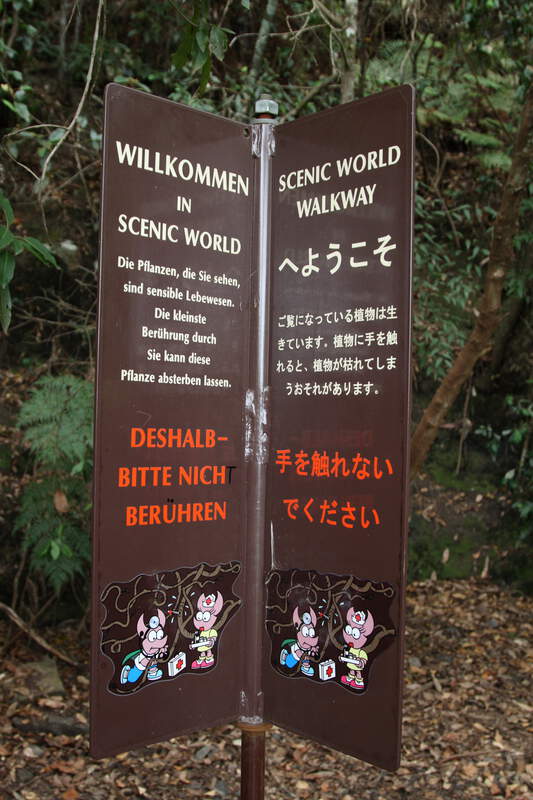 WILLKOMMEN
IN
SCENIC WORLD
Die Pflanzen, die Sie sehen,
sind sensible Lebewesen.
Die kleinste
Berührung durch
Sie kann diese
Pflanze absterben lassen.
DESHALB-
BITTE NICHT
BERÜHREN
SCENIC WORLD
WALKWAY
へようこそ
ご覧になっている植物は生
きています。植物に手を触
れると、植物が枯れてしま
うおそれがあります。
手を触れない
でください